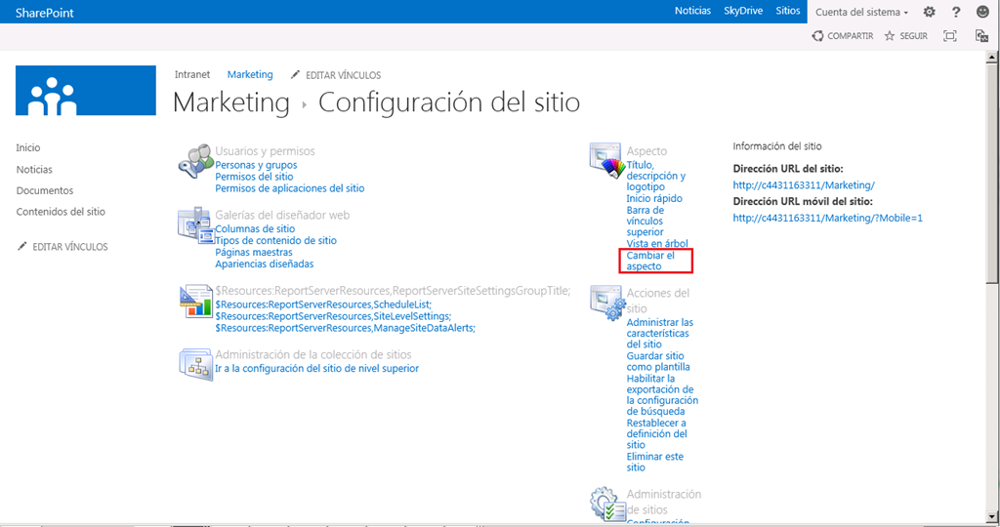 SharePoint
Noticias SkyDrive Sitios Cuenta del sistema
COMPARTIR SEGUIR
Intranet Marketing EDITAR VÍNCULOS
Marketing Configuración del sitio
Inicio
Noticias
Documentos
Contenidos del sitio
EDITAR VÍNCULOS
Usuarios y permisos
Personas y grupos
Permisos del sitio
Permisos de aplicaciones del sitio
Galerías del diseñador web
Columnas de sitio
Tipos de contenido de sitio
Páginas maestras
Apariencias diseñadas
$Resources:ReportServerResources,ReportServerSiteSettingsGroupTitle;
$Resources:ReportServerResources,ScheduleList;
$Resources:ReportServerResources,SiteLevelSettings;
$Resources:ReportServerResources,ManageSiteDataAlerts;
Administración de la colección de sitios
Ir a la configuración del sitio de nivel superior
Aspecto
Título,
descripción y
logotipo
Inicio rápido
Barra de
vínculos
superior
Vista en árbol
Cambiar el
aspecto
Acciones del
sitio
Administrar las
características
del sitio
Guardar sitio
como plantilla
Habilitar la
exportación de
la configuración
de búsqueda
Restablecer a
definición del
sitio
Eliminar este
sitio
Administración
de sitios
Configuración
Información del sitio
Dirección URL del sitio:
http://c4431163311/Marketing/
Dirección URL móvil del sitio:
http://c4431163311/Marketing/?Mobile=1